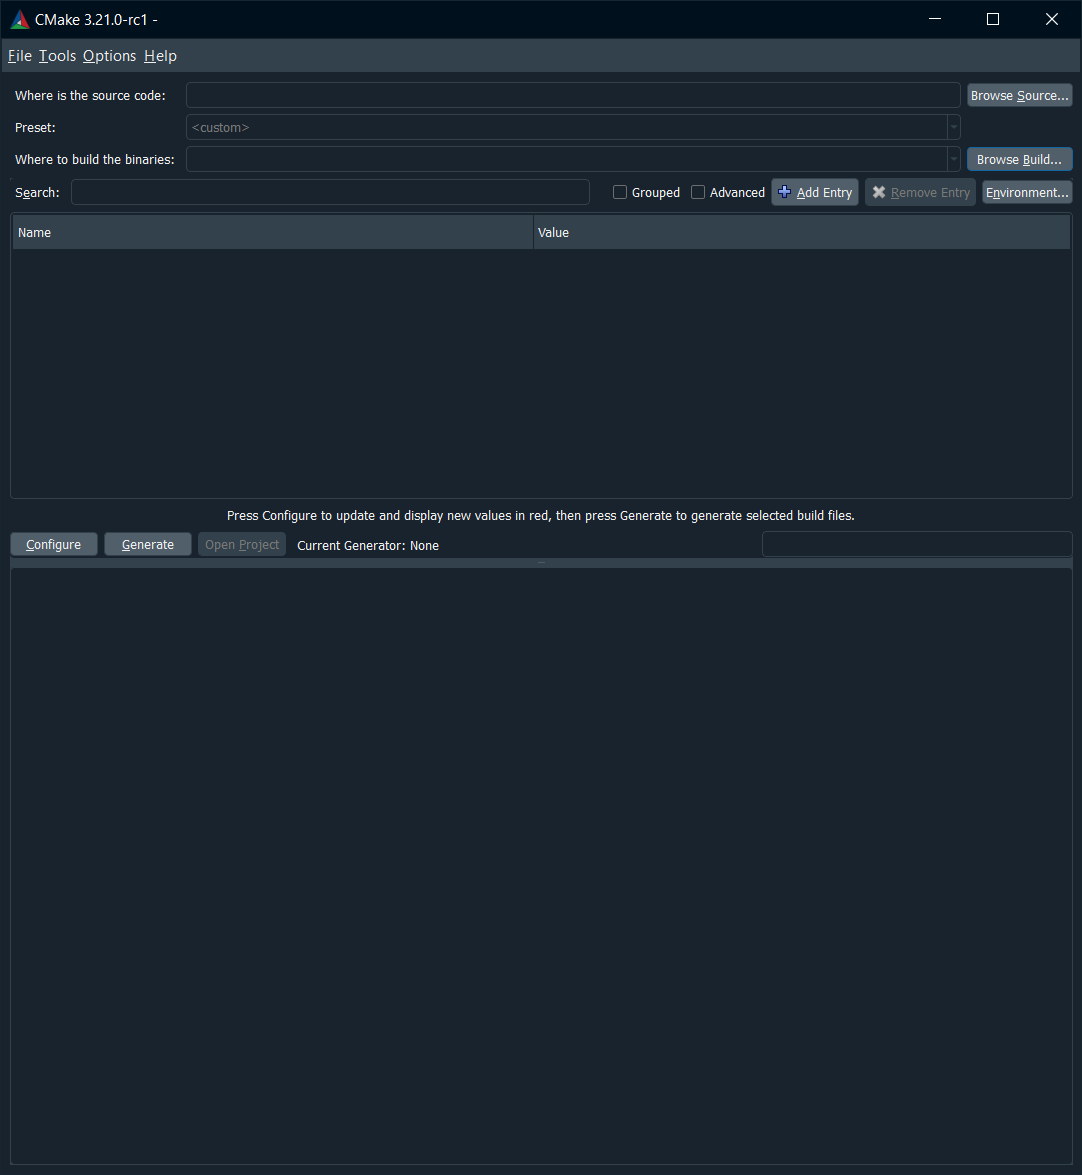 CMake 3.21.0-rc1 -
File Tools Options Help
Where is the source code: Browse Source...
Preset: <custom>
Where to build the binaries: Browse Build...
Search: Grouped Advanced Add Entry Remove Entry Environment...
Name Value
Press Configure to update and display new values in red, then press Generate to generate selected build files.
Configure Generate Open Project Current Generator: None